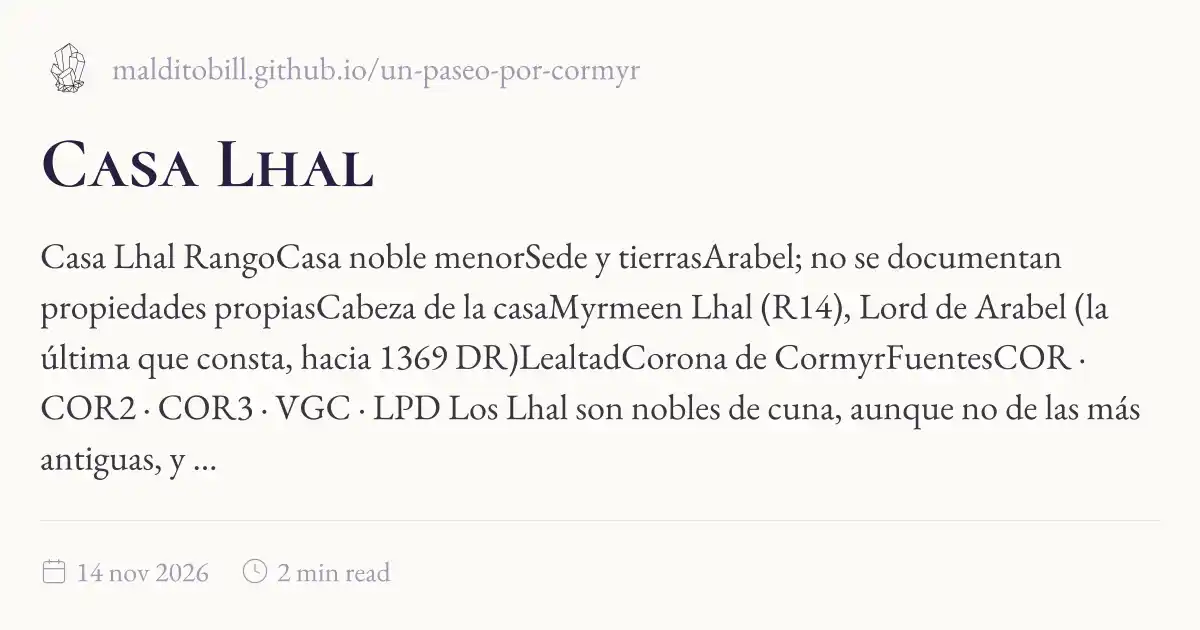 malditobill.github.io/un-paseo-por-cormyr
Casa Lhal
Casa Lhal RangoCasa noble menorSede y tierrasArabel; no se documentan
propiedades propiasCabeza de la casaMyrmeen Lhal (R14), Lord de Arabel (la
última que consta, hacia 1369 DR)LealtadCorona de CormyrFuentesCOR ·
COR2 · COR3 · VGC · LPD Los Lhal son nobles de cuna, aunque no de las más
antiguas, y ...
14 nov 2026 2 min read